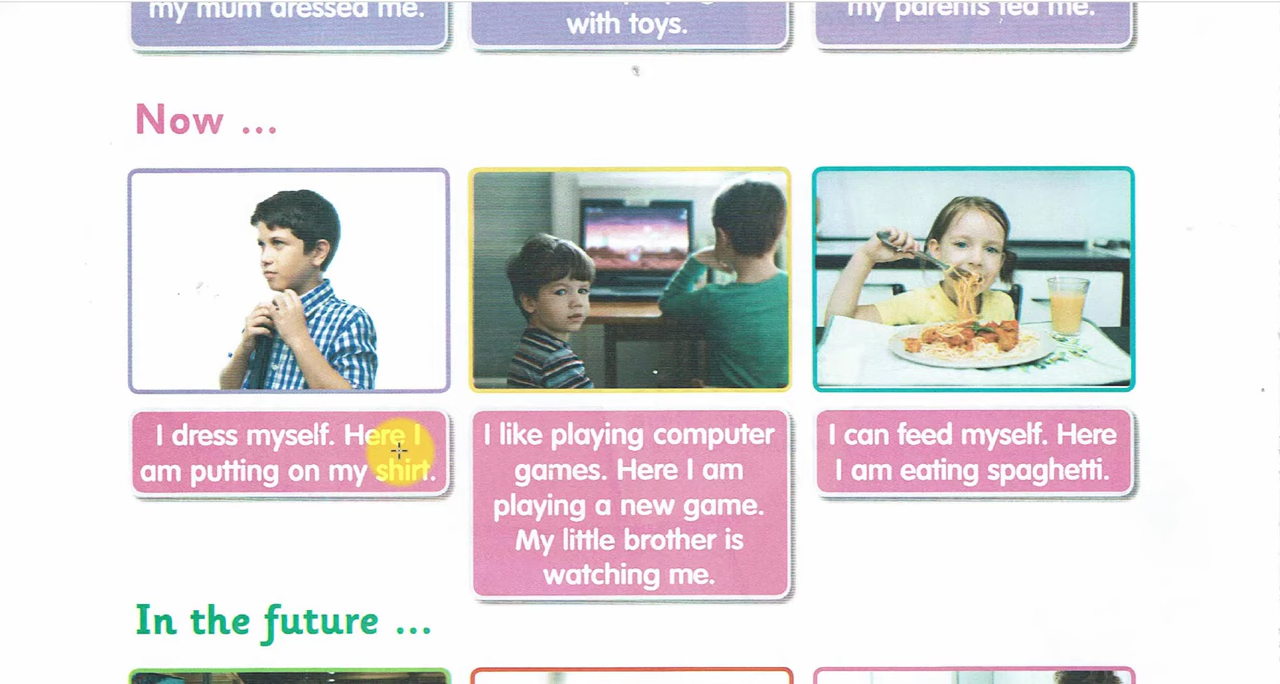 my mum dressed me.
with toys.
my parents fed me.
Now ...
I dress myself. Here I
am putting on my shirt.
I like playing computer
games. Here I am
playing a new game.
My little brother is
watching me.
I can feed myself. Here
I am eating spaghetti.
In the future ...